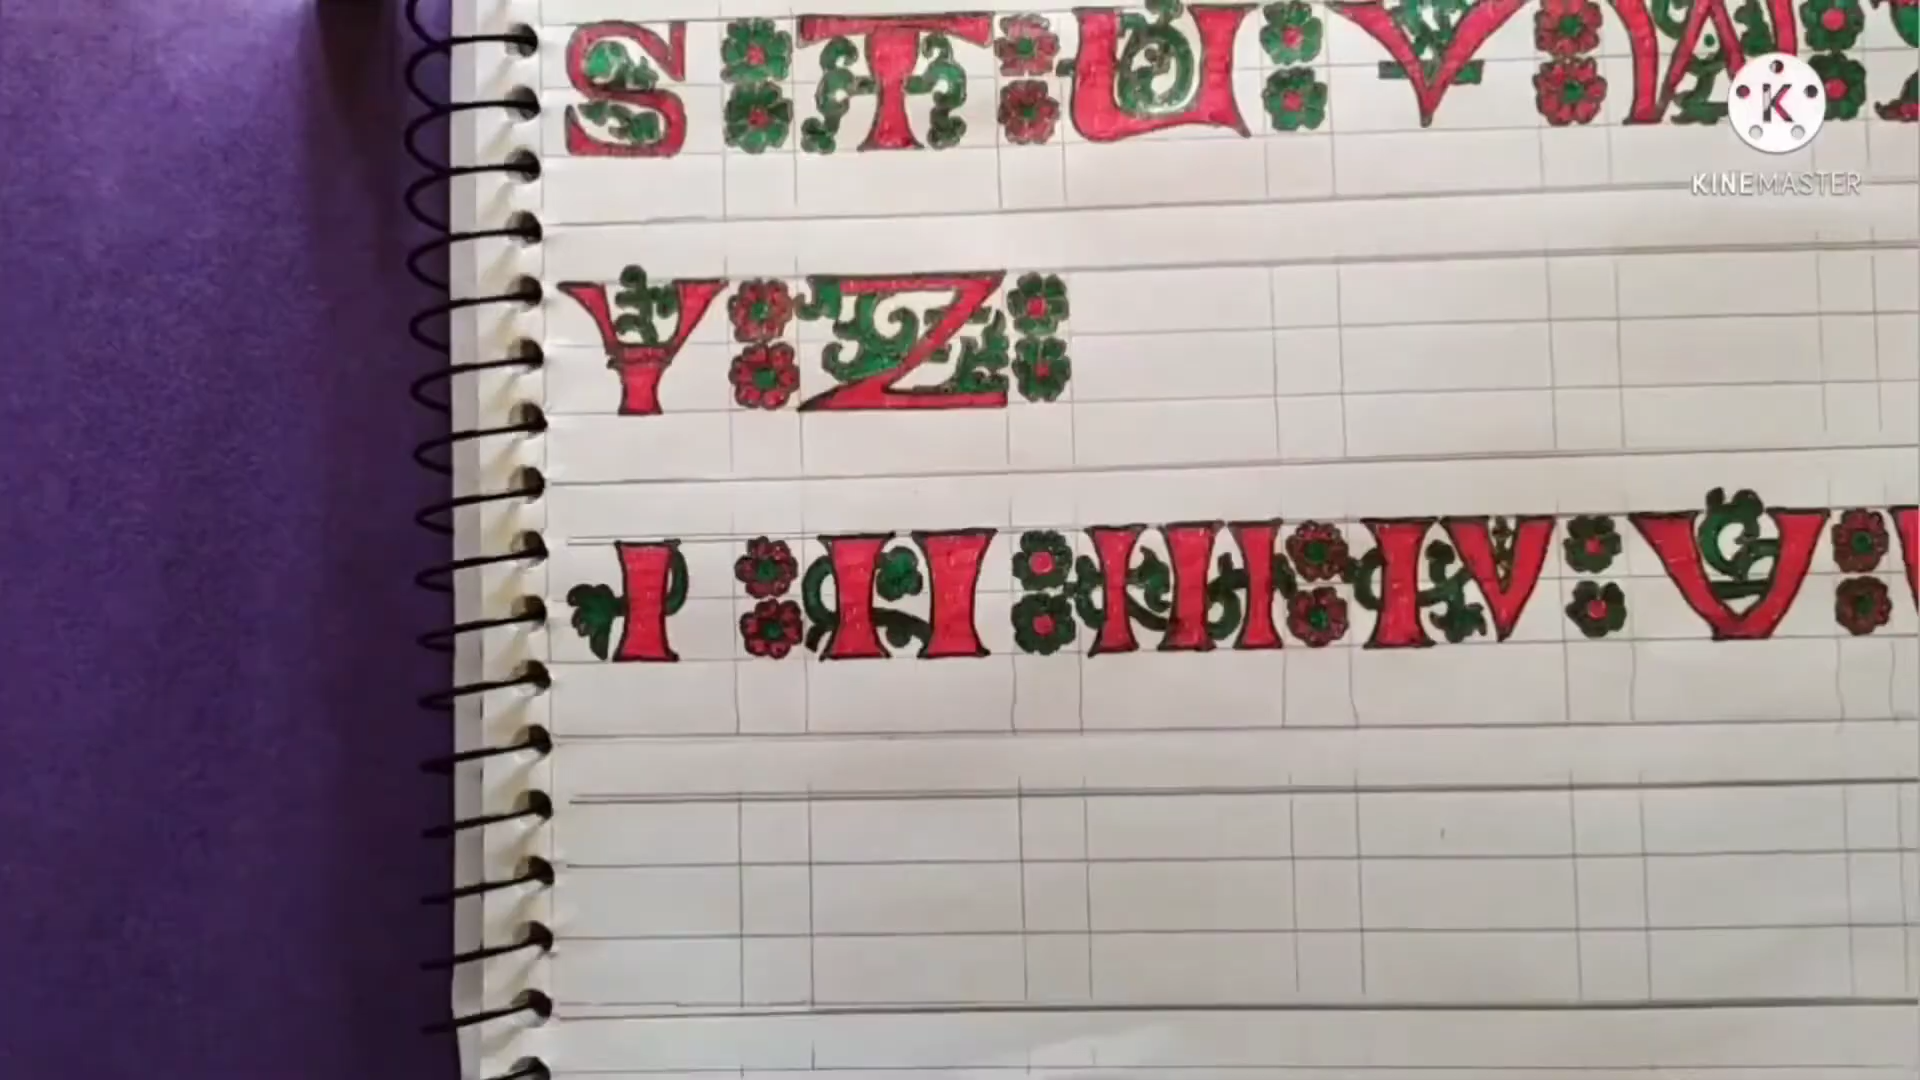 S T U V W
K
KINEMASTER
Y Z
I II III IV V